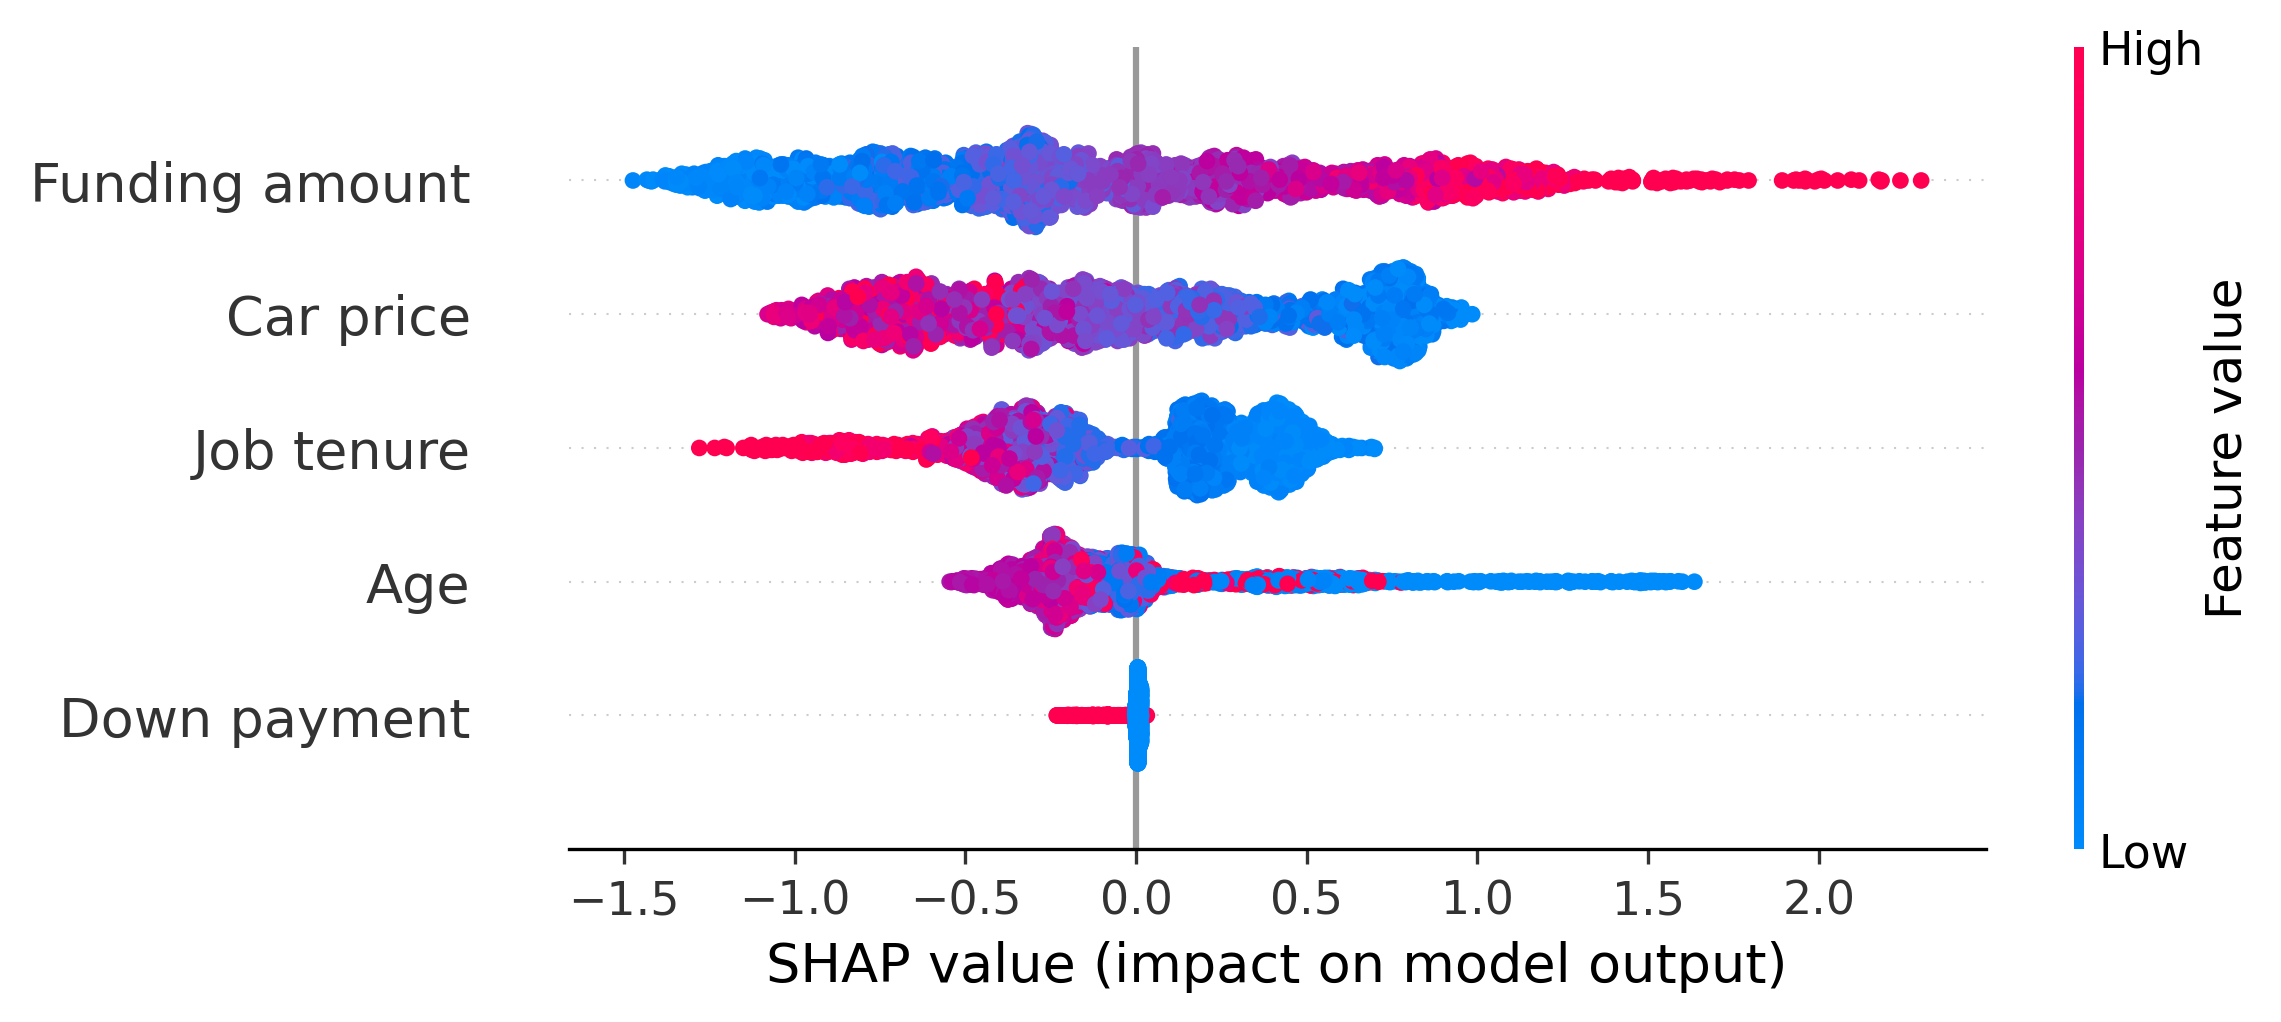 High
Funding amount
Car price
Job tenure
Age
Down payment
Feature value
Low
−1.5 −1.0 −0.5 0.0 0.5 1.0 1.5 2.0
SHAP value (impact on model output)